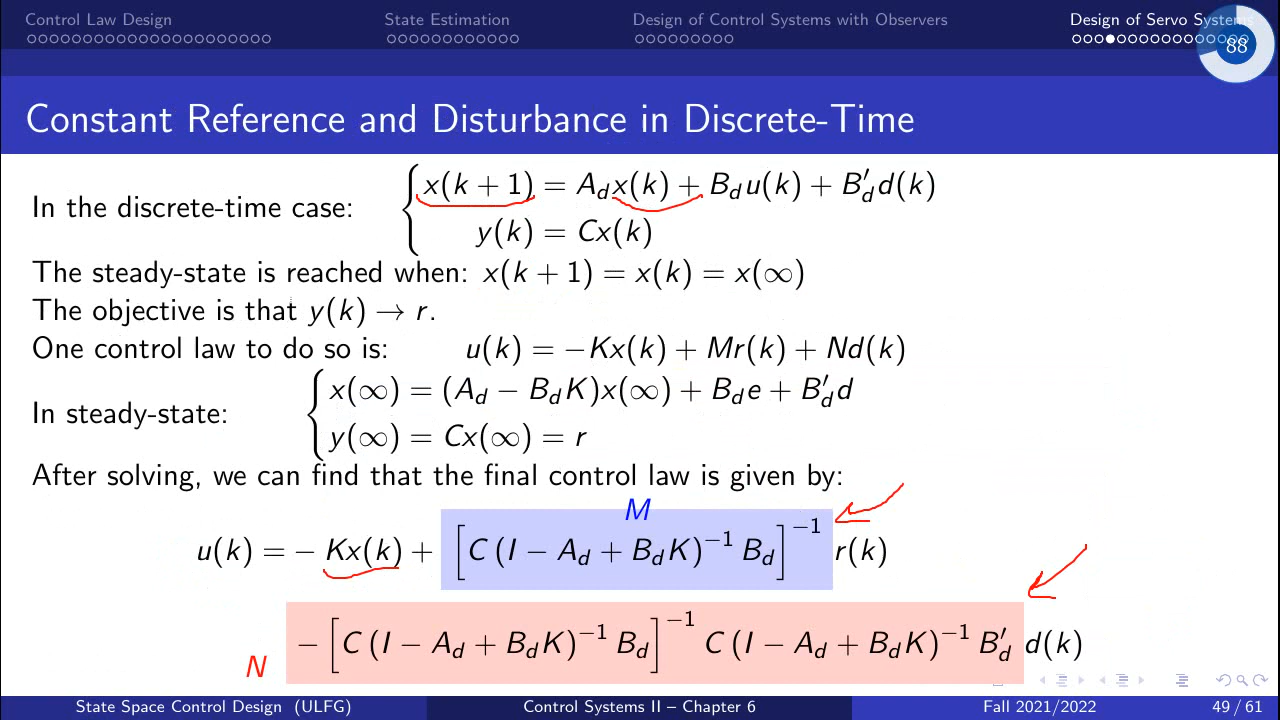 Control Law Design State Estimation Design of Control Systems with Observers Design of Servo Systems
88
Constant Reference and Disturbance in Discrete-Time
In the discrete-time case: { x(k + 1) = A_d x(k) + B_d u(k) + B′_d d(k)
y(k) = Cx(k)
The steady-state is reached when: x(k + 1) = x(k) = x(∞)
The objective is that y(k) → r.
One control law to do so is: u(k) = −Kx(k) + Mr(k) + Nd(k)
In steady-state: { x(∞) = (A_d − B_d K)x(∞) + B_d e + B′_d d
y(∞) = Cx(∞) = r
After solving, we can find that the final control law is given by:
M
u(k) = − Kx(k) + [C (I − A_d + B_d K)^−1 B_d]^−1 r(k)
− [C (I − A_d + B_d K)^−1 B_d]^−1 C (I − A_d + B_d K)^−1 B′_d d(k)
N
State Space Control Design (ULFG) Control Systems II – Chapter 6 Fall 2021/2022 49 / 61